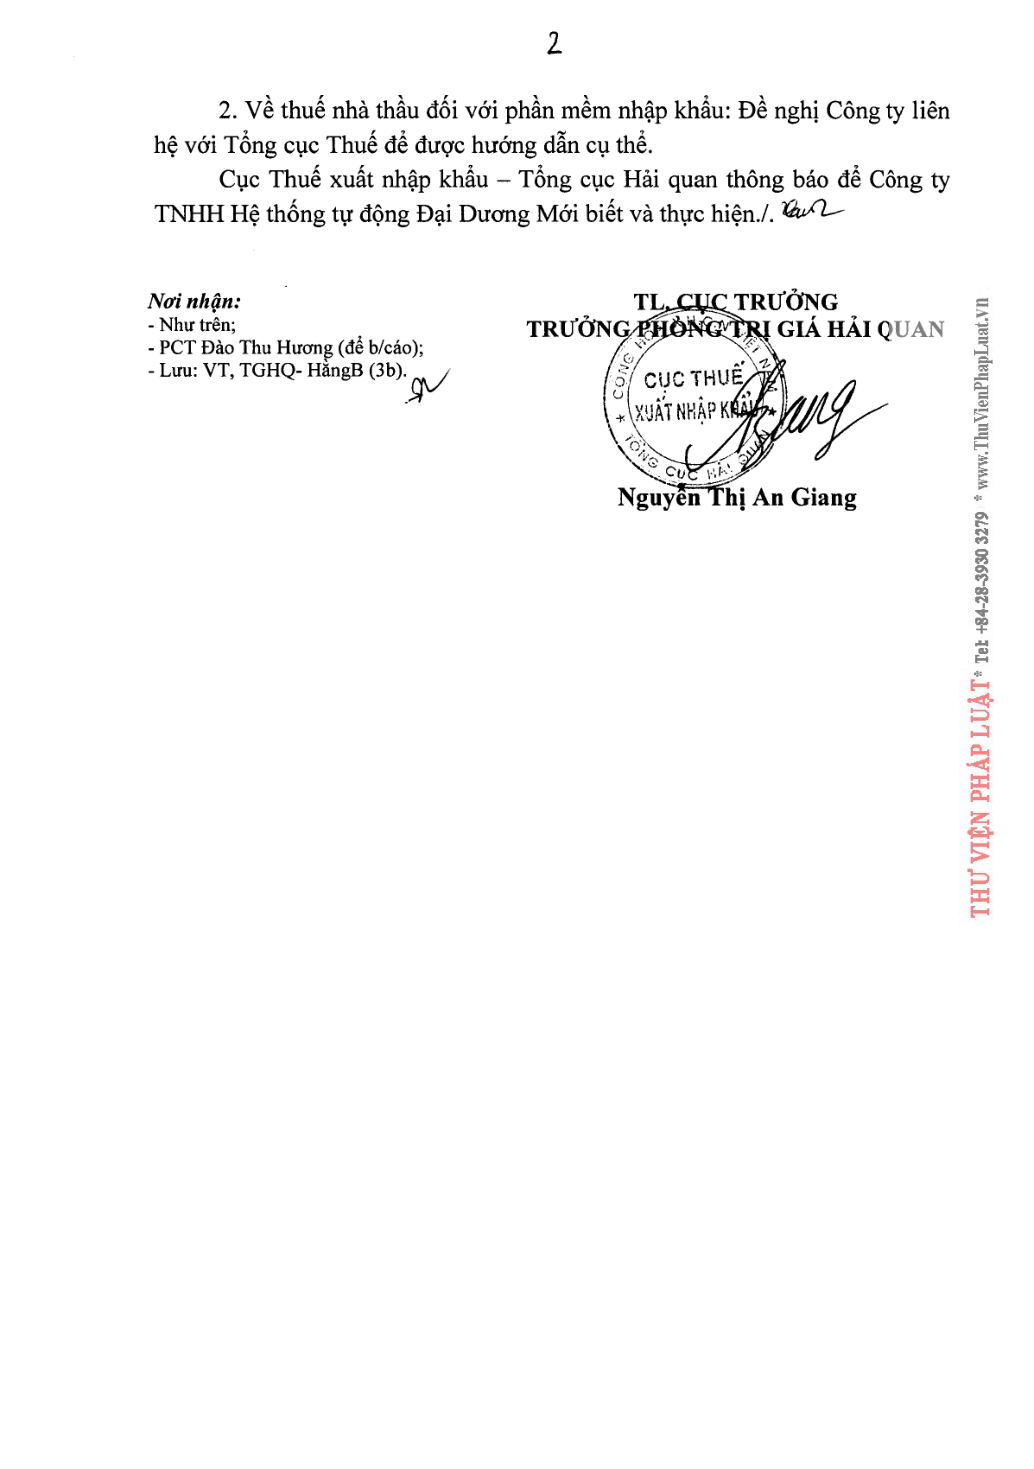 2
2. Về thuế nhà thầu đối với phần mềm nhập khẩu: Đề nghị Công ty liên
hệ với Tổng cục Thuế để được hướng dẫn cụ thể.
Cục Thuế xuất nhập khẩu – Tổng cục Hải quan thông báo để Công ty
TNHH Hệ thống tự động Đại Dương Mới biết và thực hiện./.
Nơi nhận:
- Như trên;
- PCT Đào Thu Hương (để b/cáo);
- Lưu: VT, TGHQ- HằngB (3b).
TL. CỤC TRƯỞNG
TRƯỞNG PHÒNG TRỊ GIÁ HẢI QUAN
CỤC THUẾ
XUẤT NHẬP KHẨU
TỔNG CỤC HẢI QUAN
Nguyễn Thị An Giang
THƯ VIỆN PHÁP LUẬT * Tel: +84-28-3930 3279 * www.ThuVienPhapLuat.vn